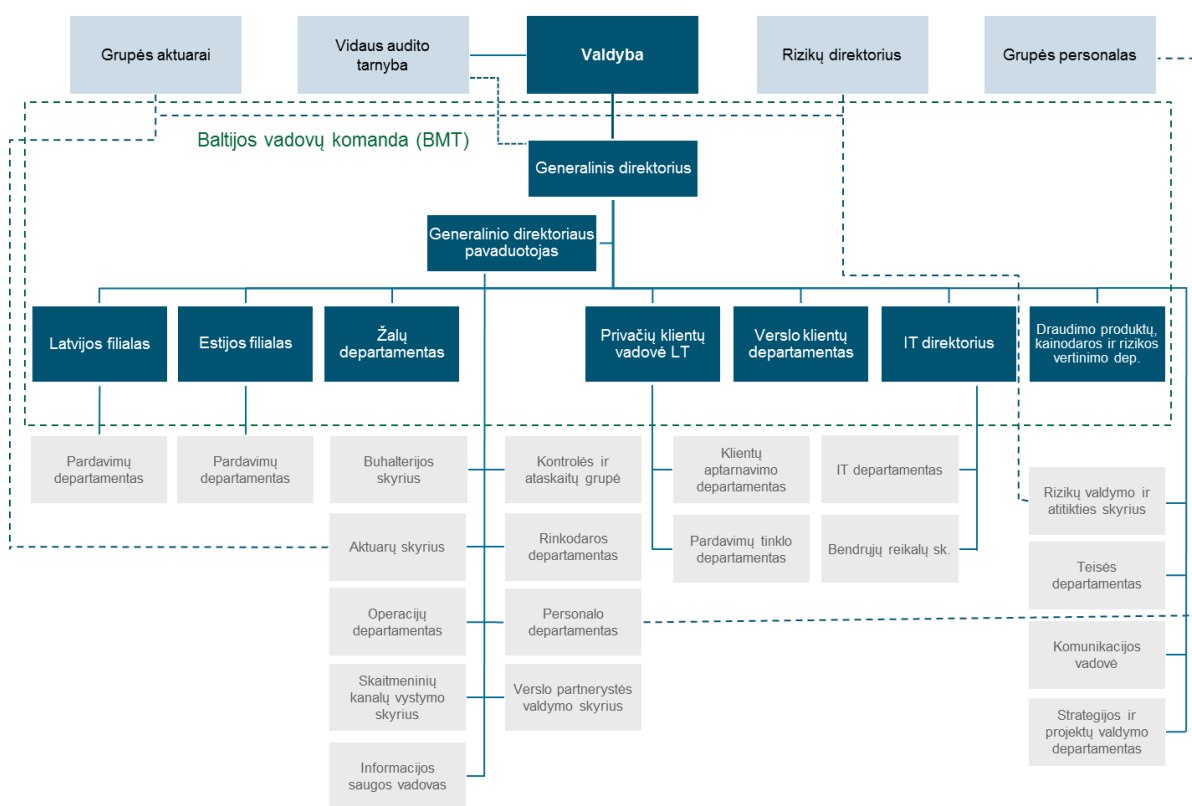 Grupės aktuarai
Vidaus audito
tarnyba
Valdyba
Rizikų direktorius
Grupės personalas
Baltijos vadovų komanda (BMT)
Generalinis direktorius
Generalinio direktoriaus
pavaduotojas
Latvijos filialas
Estijos filialas
Žalų
departamentas
Privačių klientų
vadovė LT
Verslo klientų
departamentas
IT direktorius
Draudimo produktų,
kainodaros ir rizikos
vertinimo dep.
Pardavimų
departamentas
Pardavimų
departamentas
Buhalterijos
skyrius
Kontrolės ir
ataskaitų grupė
Klientų
aptarnavimo
departamentas
IT departamentas
Rizikų valdymo ir
atitikties skyrius
Aktuarų skyrius
Rinkodaros
departamentas
Pardavimų tinklo
departamentas
Bendrųjų reikalų sk.
Teisės
departamentas
Operacijų
departamentas
Personalo
departamentas
Komunikacijos
vadovė
Skaitmeninių
kanalų vystymo
skyrius
Verslo partnerystės
valdymo skyrius
Strategijos ir
projektų valdymo
departamentas
Informacijos
saugos vadovas